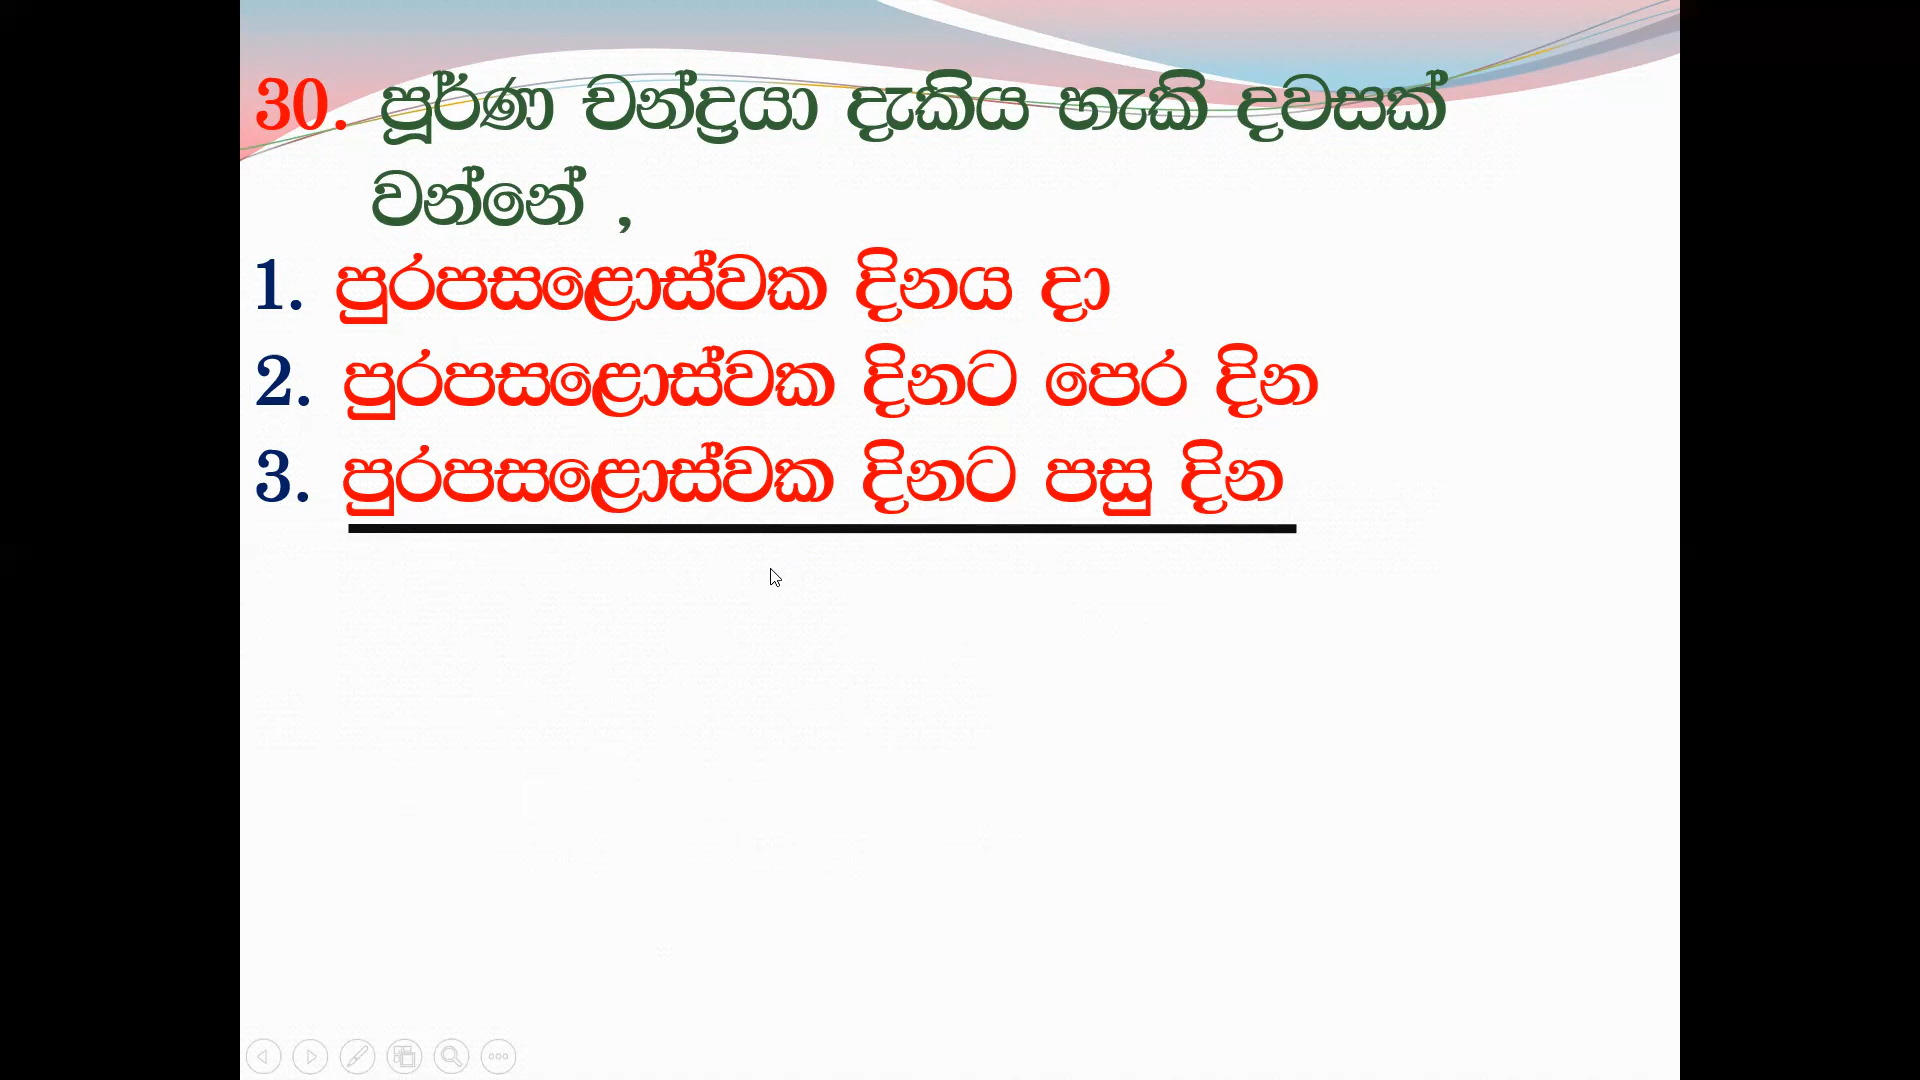 30. පූර්ණ චන්ද්‍රයා දැකිය හැකි දවසක්
වන්නේ ,
1. පුරපසළොස්වක දිනය දා
2. පුරපසළොස්වක දිනට පෙර දින
3. පුරපසළොස්වක දිනට පසු දින